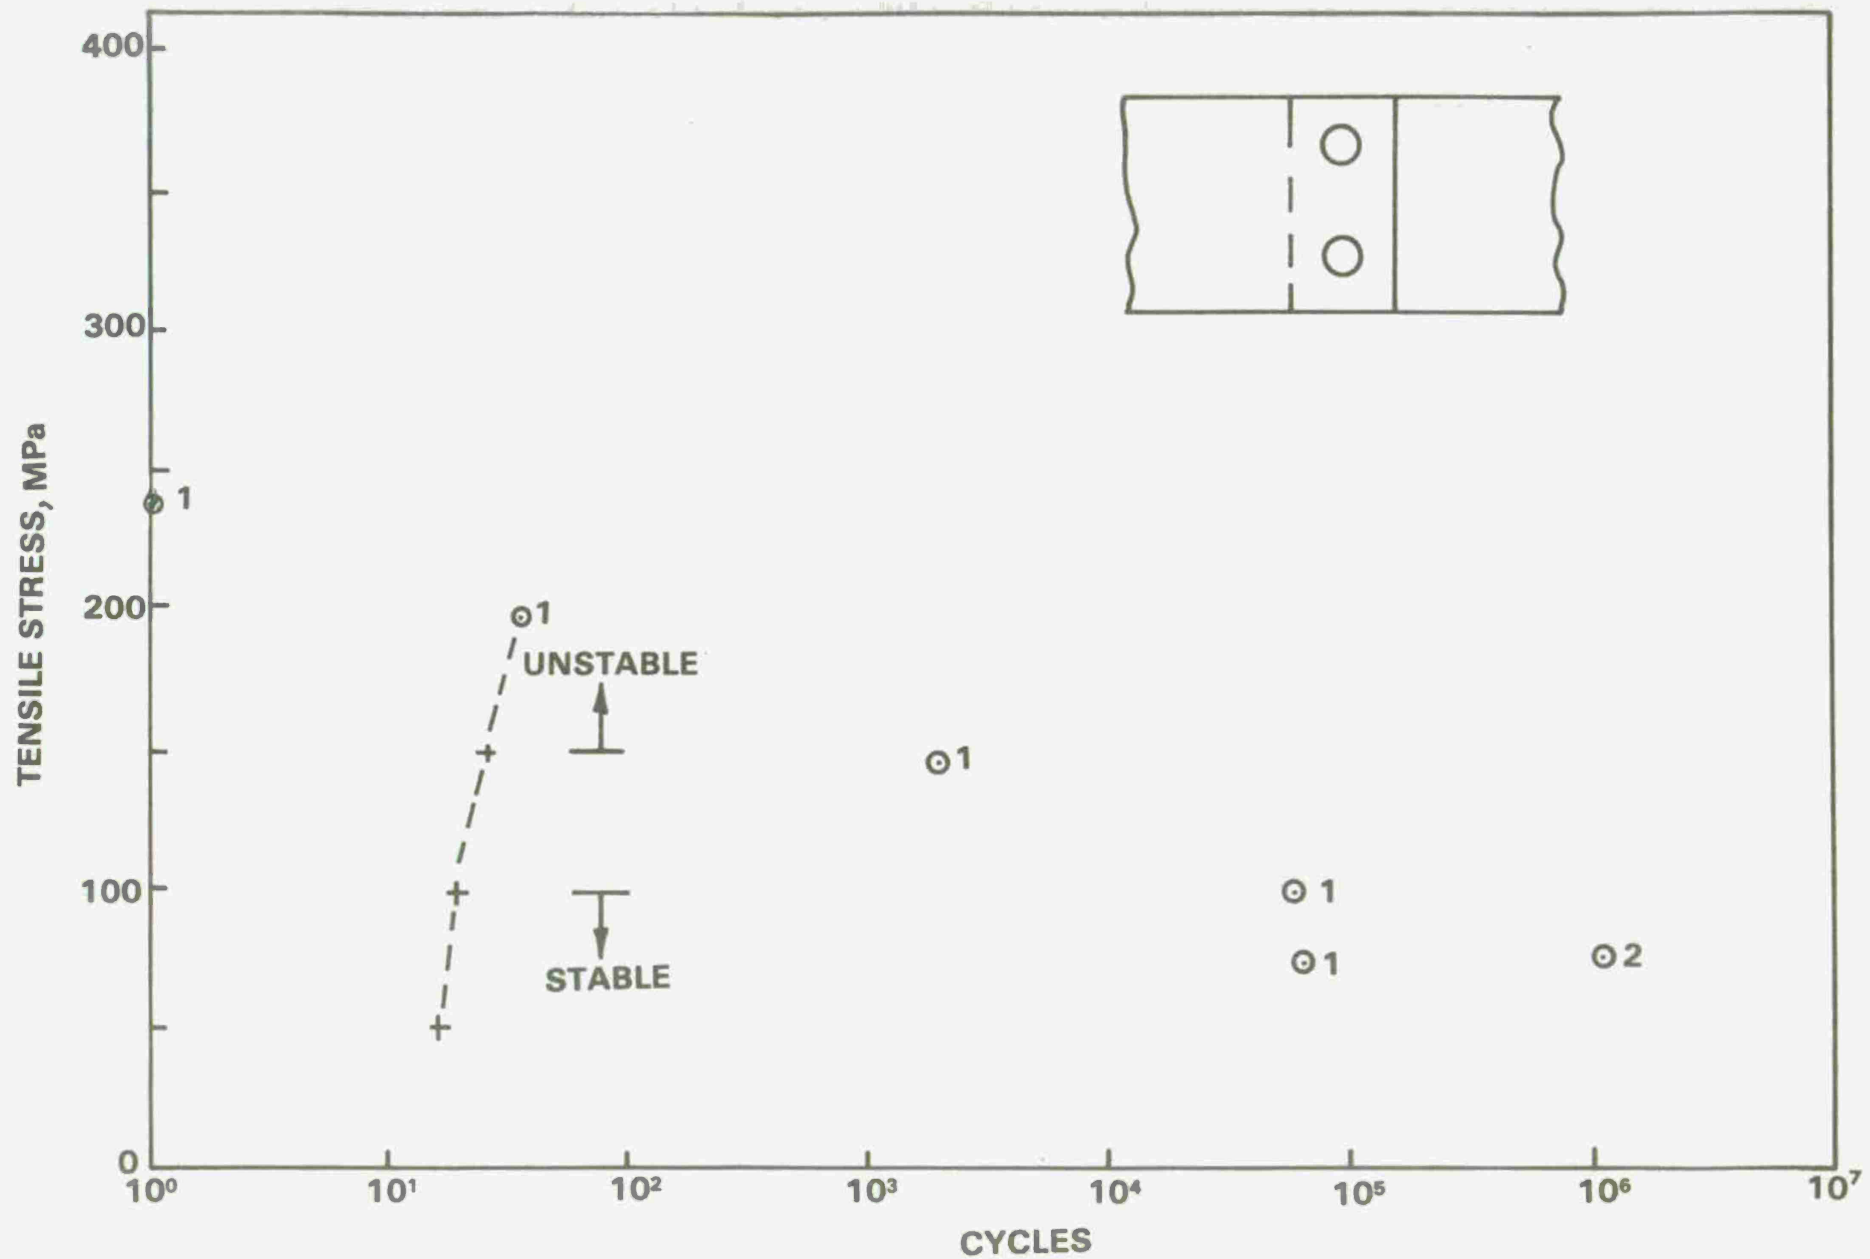 400
300
200
100
0
TENSILE STRESS, MPa
1
1
UNSTABLE
1
1
1
2
STABLE
10⁰ 10¹ 10² 10³ 10⁴ 10⁵ 10⁶ 10⁷
CYCLES